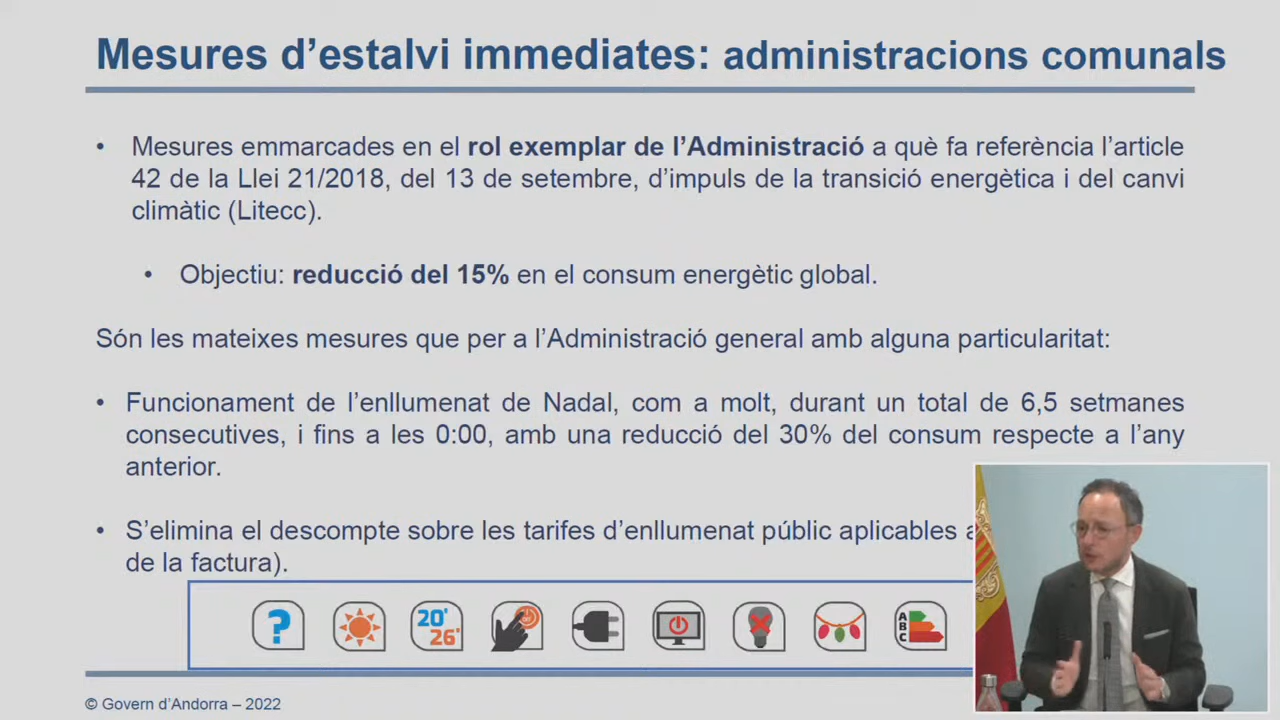 Mesures d’estalvi immediates: administracions comunals
• Mesures emmarcades en el rol exemplar de l’Administració a què fa referència l’article
42 de la Llei 21/2018, del 13 de setembre, d’impuls de la transició energètica i del canvi
climàtic (Litecc).
• Objectiu: reducció del 15% en el consum energètic global.
Són les mateixes mesures que per a l’Administració general amb alguna particularitat:
• Funcionament de l’enllumenat de Nadal, com a molt, durant un total de 6,5 setmanes
consecutives, i fins a les 0:00, amb una reducció del 30% del consum respecte a l’any
anterior.
• S’elimina el descompte sobre les tarifes d’enllumenat públic aplicables
de la factura).
?
20°
26°
A
B
C
© Govern d’Andorra – 2022